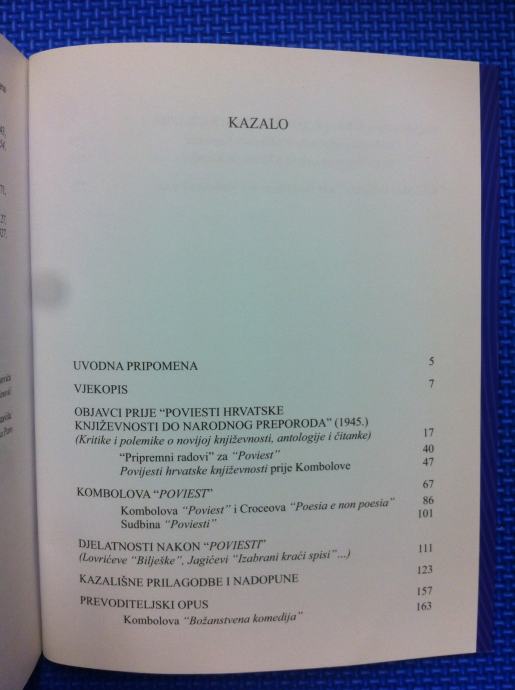 KAZALO
UVODNA PRIPOMENA 5
VJEKOPIS 7
OBJAVCI PRIJE “POVIESTI HRVATSKE
KNJIŽEVNOSTI DO NARODNOG PREPORODA” (1945.)
(Kritike i polemike o novijoj književnosti, antologije i čitanke) 17
“Pripremni radovi” za “Poviest” 40
Povijesti hrvatske književnosti prije Kombolove 47
KOMBOLOVA “POVIEST” 67
Kombolova “Poviest” i Croceova “Poesia e non poesia” 86
Sudbina “Poviesti” 101
DJELATNOSTI NAKON “POVIESTI”
(Lovrićeve “Bilješke”, Jagićevi “Izabrani kraći spisi”...) 111
KAZALIŠNE PRILAGODBE I NADOPUNE 123
PREVODITELJSKI OPUS 157
Kombolova “Božanstvena komedija” 163